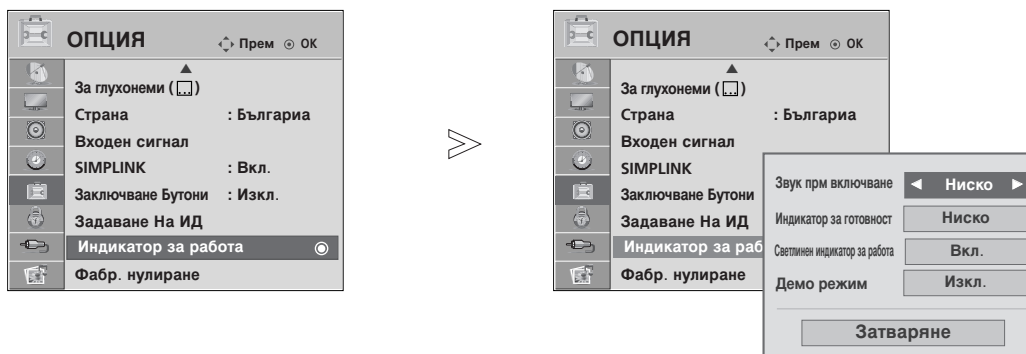 ОПЦИЯ Прем OK
За глухонеми ( )
Страна : Българиа
Входен сигнал
SIMPLINK : Вкл.
Заключване Бутони : Изкл.
Задаване На ИД
Индикатор за работа
Фабр. нулиране
ОПЦИЯ Прем OK
За глухонеми ( )
Страна : Българиа
Входен сигнал
SIMPLINK
Заключване Бутони
Задаване На ИД
Индикатор за раб
Фабр. нулиране
Звук прм включване ◄ Ниско ►
Индикатор за готовност Ниско
Светлинен индикатор за работа Вкл.
Демо режим Изкл.
Затваряне